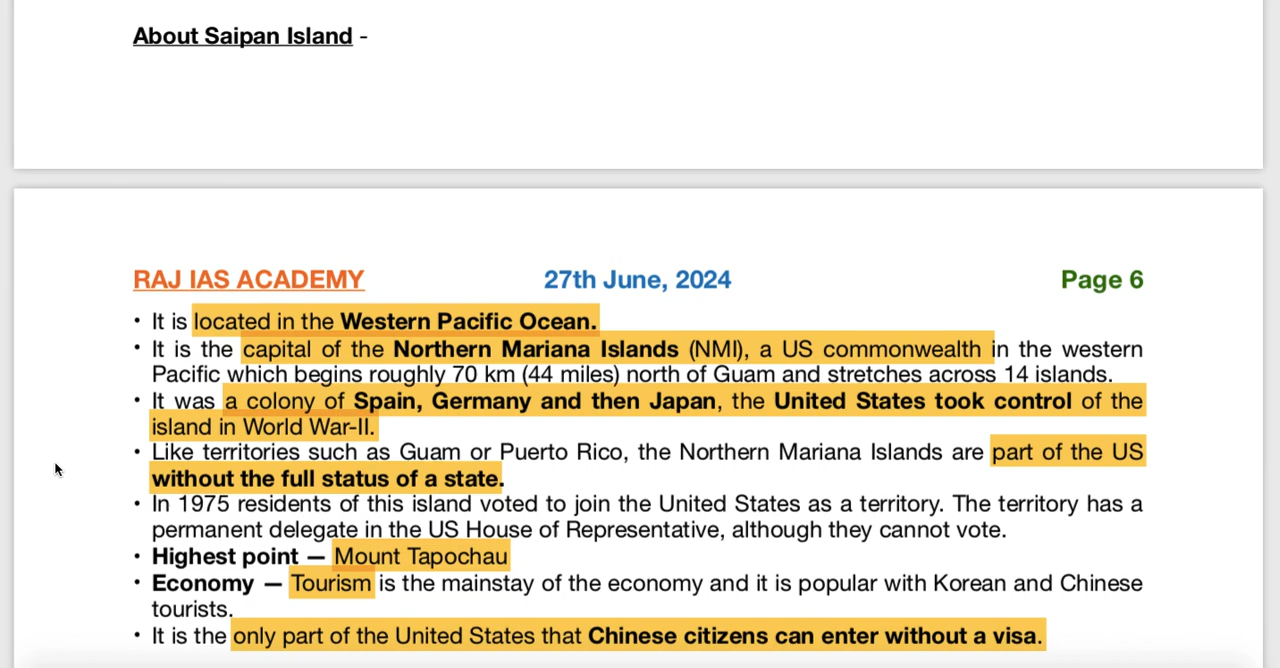 About Saipan Island -
RAJ IAS ACADEMY 27th June, 2024 Page 6
• It is located in the Western Pacific Ocean.
• It is the capital of the Northern Mariana Islands (NMI), a US commonwealth in the western
Pacific which begins roughly 70 km (44 miles) north of Guam and stretches across 14 islands.
• It was a colony of Spain, Germany and then Japan, the United States took control of the
island in World War-II.
• Like territories such as Guam or Puerto Rico, the Northern Mariana Islands are part of the US
without the full status of a state.
• In 1975 residents of this island voted to join the United States as a territory. The territory has a
permanent delegate in the US House of Representative, although they cannot vote.
• Highest point — Mount Tapochau
• Economy — Tourism is the mainstay of the economy and it is popular with Korean and Chinese
tourists.
• It is the only part of the United States that Chinese citizens can enter without a visa.